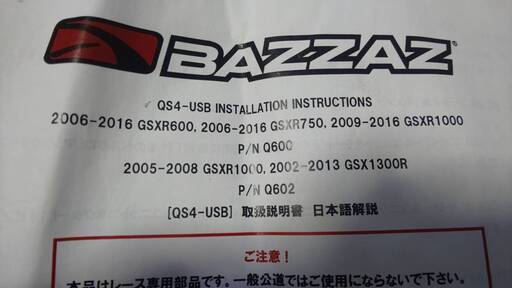 BAZZAZ
QS4-USB INSTALLATION INSTRUCTIONS
2006-2016 GSXR600, 2006-2016 GSXR750, 2009-2016 GSXR1000
P/N Q600
2005-2008 GSXR1000, 2002-2013 GSX1300R
P/N Q602
[QS4-USB] 取扱説明書 日本語解説
ご注意!
本品はレース専用部品です。一般公道ではご使用にならないで下さい。